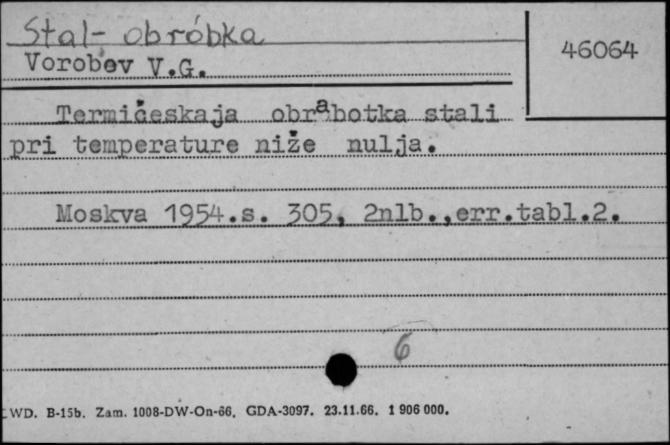 Stal- obróbka
46064
Vorobev V.G.
Termičeskaja obrabotka stali
pri temperature niže nulja.
Moskva 1954.s. 305, 2nlb.,err.tabl.2.
6
WD. B-15b. Zam. 1008-DW-On-66. GDA-3097. 23.11.66. 1 906 000.